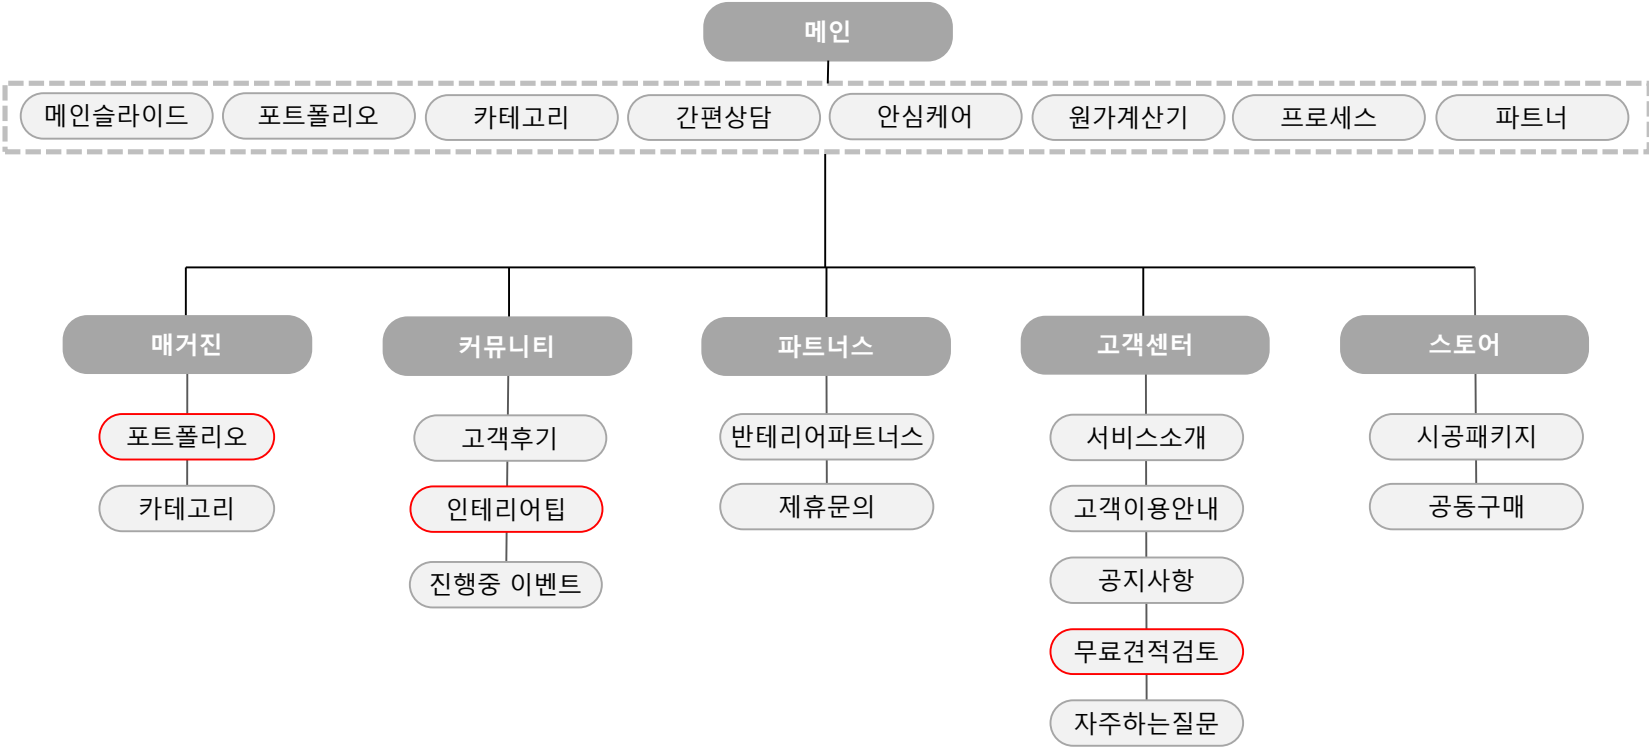 메인
메인슬라이드
포트폴리오
카테고리
간편상담
안심케어
원가계산기
프로세스
파트너
매거진
커뮤니티
파트너스
고객센터
스토어
포트폴리오
카테고리
고객후기
인테리어팁
진행중 이벤트
반테리어파트너스
제휴문의
서비스소개
고객이용안내
공지사항
무료견적검토
자주하는질문
시공패키지
공동구매